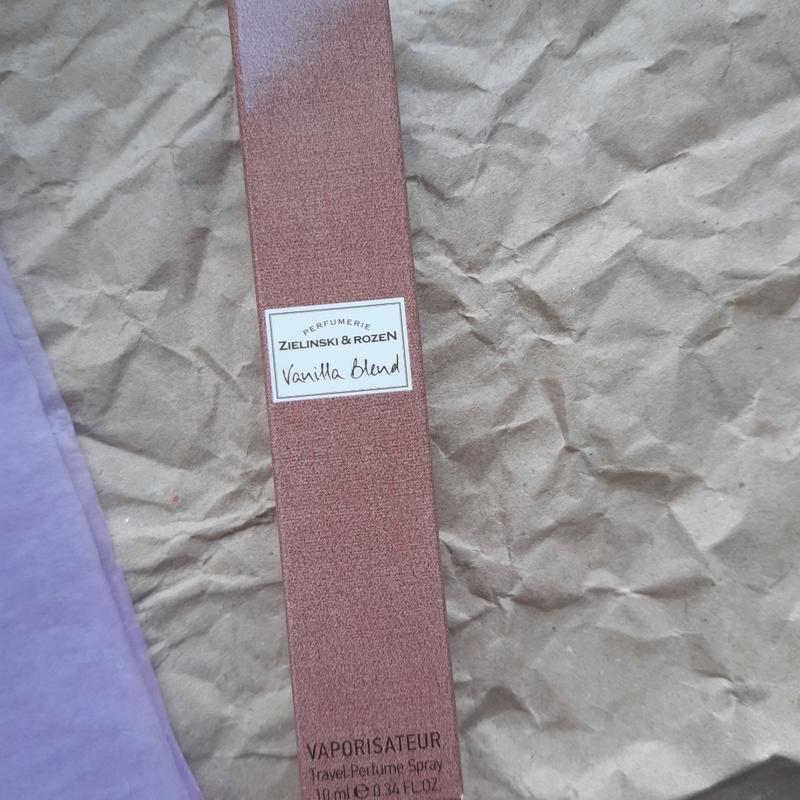 PERFUMERIE
ZIELINSKI & ROZEN
Vanilla Blend
VAPORISATEUR
Travel Perfume Spray
10 ml ℮ 0.34 FL.OZ.